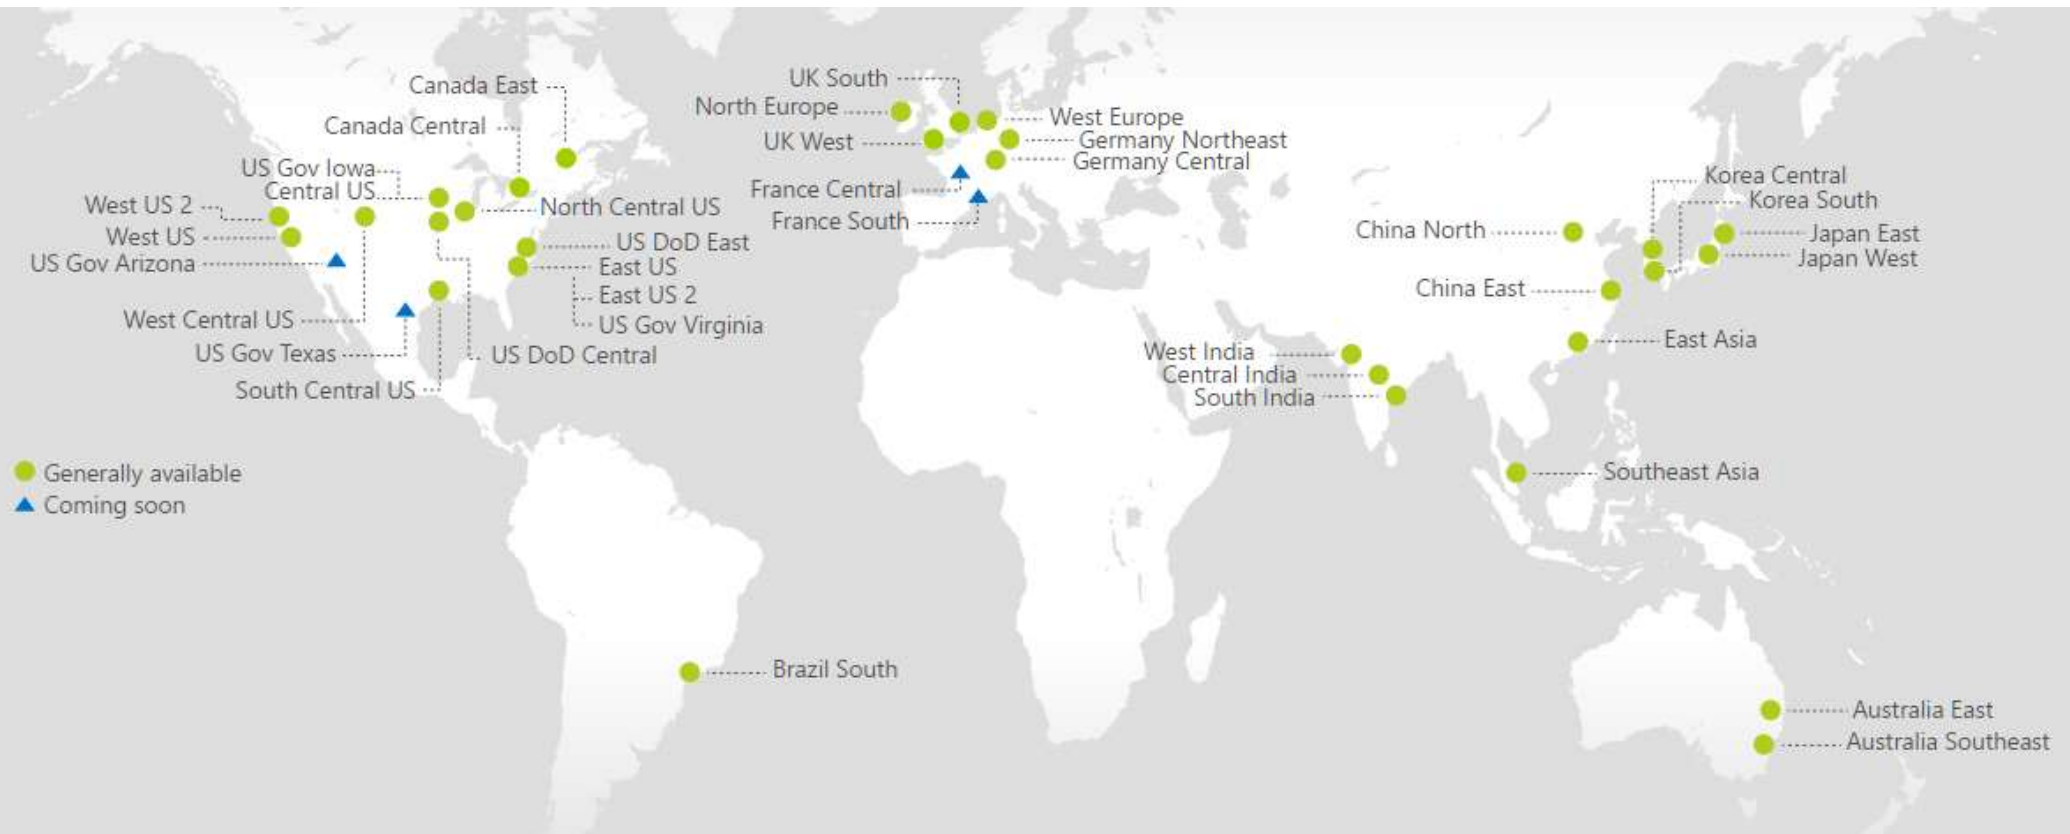 Canada East
Canada Central
US Gov Iowa
Central US
West US 2
West US
US Gov Arizona
North Central US
US DoD East
East US
East US 2
US Gov Virginia
West Central US
US Gov Texas
US DoD Central
South Central US
UK South
North Europe
UK West
West Europe
Germany Northeast
Germany Central
France Central
France South
Korea Central
Korea South
China North
Japan East
Japan West
China East
East Asia
West India
Central India
South India
Southeast Asia
Generally available
Coming soon
Brazil South
Australia East
Australia Southeast